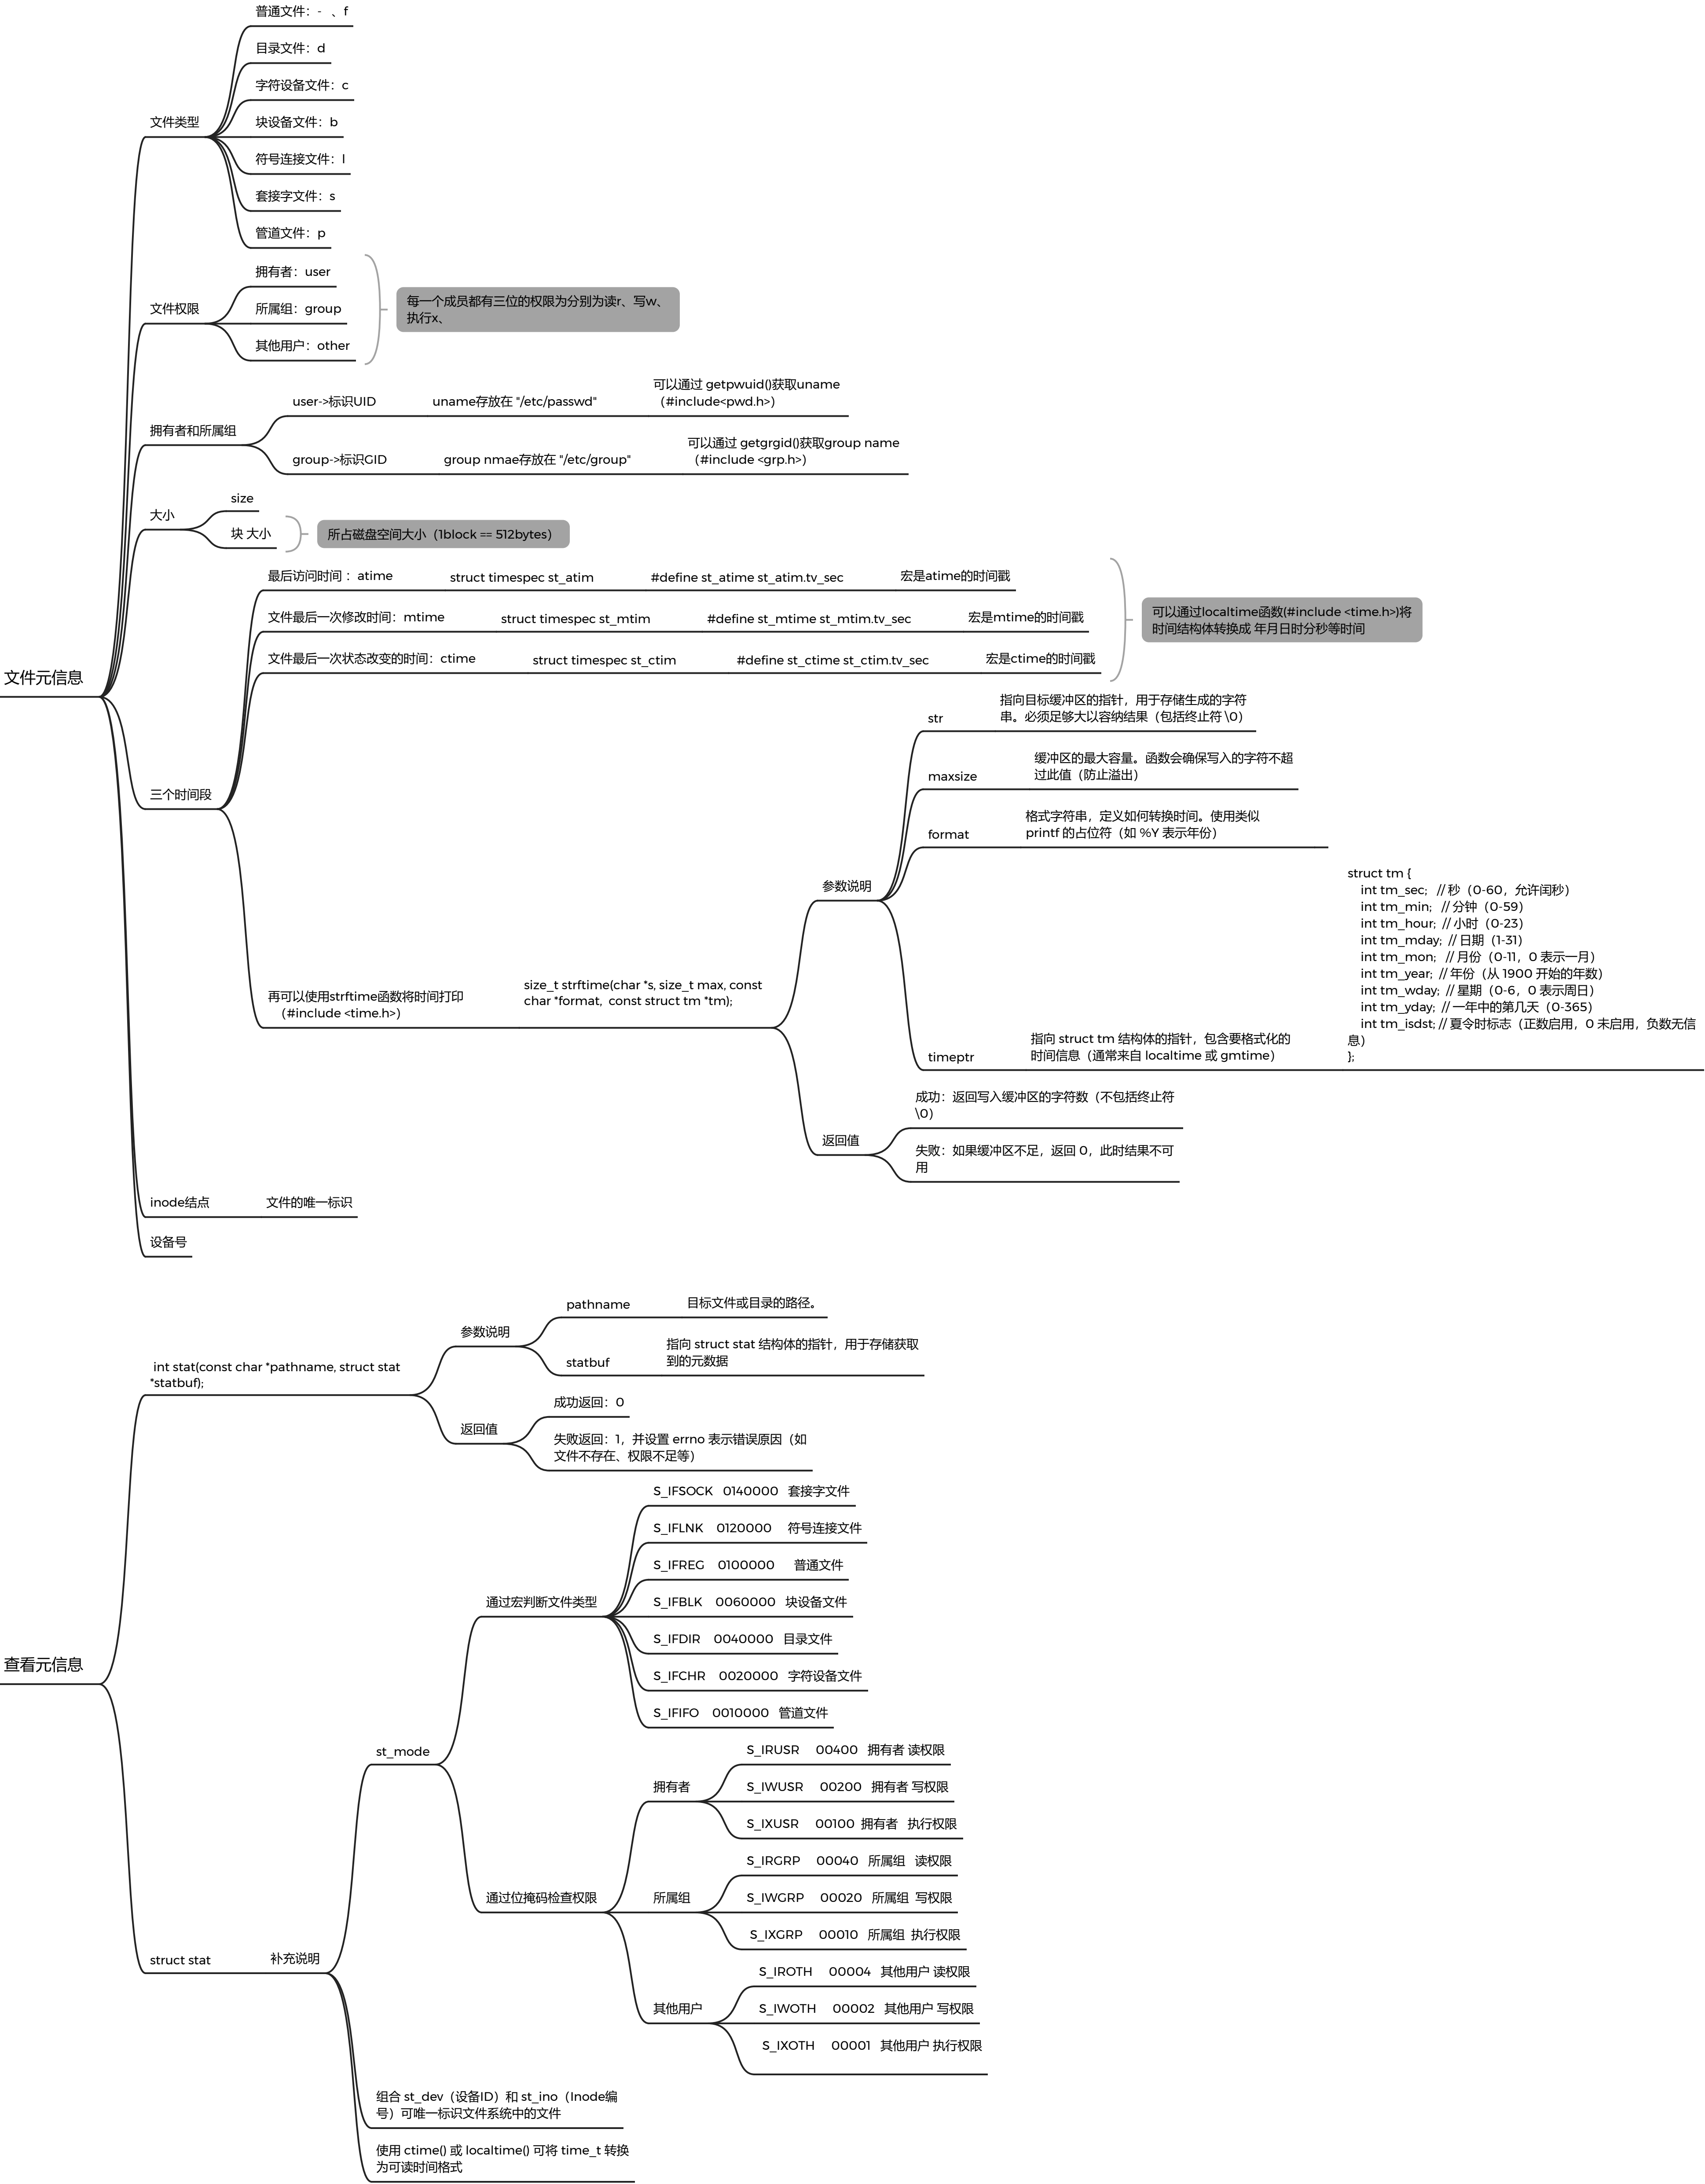 文件元信息
文件类型
普通文件：- 、f
目录文件：d
字符设备文件：c
块设备文件：b
符号连接文件：l
套接字文件：s
管道文件：p
文件权限
拥有者：user
所属组：group
其他用户：other
每一个成员都有三位的权限为分别为读r、写w、
执行x、
拥有者和所属组
user->标识UID
uname存放在 "/etc/passwd"
可以通过 getpwuid()获取uname
（#include<pwd.h>）
group->标识GID
group nmae存放在 "/etc/group"
可以通过 getgrgid()获取group name
（#include <grp.h>）
大小
size
块 大小
所占磁盘空间大小（1block == 512bytes）
三个时间段
最后访问时间 ：atime
struct timespec st_atim
#define st_atime st_atim.tv_sec
宏是atime的时间戳
文件最后一次修改时间：mtime
struct timespec st_mtim
#define st_mtime st_mtim.tv_sec
宏是mtime的时间戳
文件最后一次状态改变的时间：ctime
struct timespec st_ctim
#define st_ctime st_ctim.tv_sec
宏是ctime的时间戳
可以通过localtime函数(#include <time.h>)将
时间结构体转换成 年月日时分秒等时间
再可以使用strftime函数将时间打印
（#include <time.h>）
size_t strftime(char *s, size_t max, const
char *format,  const struct tm *tm);
参数说明
str
指向目标缓冲区的指针，用于存储生成的字符
串。必须足够大以容纳结果（包括终止符 \0）
maxsize
缓冲区的最大容量。函数会确保写入的字符不超
过此值（防止溢出）
format
格式字符串，定义如何转换时间。使用类似
printf 的占位符（如 %Y 表示年份）
timeptr
指向 struct tm 结构体的指针，包含要格式化的
时间信息（通常来自 localtime 或 gmtime）
struct tm {
int tm_sec;   // 秒（0-60，允许闰秒）
int tm_min;   // 分钟（0-59）
int tm_hour;  // 小时（0-23）
int tm_mday;  // 日期（1-31）
int tm_mon;   // 月份（0-11，0 表示一月）
int tm_year;  // 年份（从 1900 开始的年数）
int tm_wday;  // 星期（0-6，0 表示周日）
int tm_yday;  // 一年中的第几天（0-365）
int tm_isdst; // 夏令时标志（正数启用，0 未启用，负数无信
息）
};
返回值
成功：返回写入缓冲区的字符数（不包括终止符
\0）
失败：如果缓冲区不足，返回 0，此时结果不可
用
inode结点
文件的唯一标识
设备号
查看元信息
int stat(const char *pathname, struct stat
*statbuf);
参数说明
pathname
目标文件或目录的路径。
statbuf
指向 struct stat 结构体的指针，用于存储获取
到的元数据
返回值
成功返回：0
失败返回：1，并设置 errno 表示错误原因（如
文件不存在、权限不足等）
struct stat
补充说明
st_mode
通过宏判断文件类型
S_IFSOCK   0140000   套接字文件
S_IFLNK    0120000     符号连接文件
S_IFREG    0100000      普通文件
S_IFBLK    0060000   块设备文件
S_IFDIR    0040000   目录文件
S_IFCHR    0020000   字符设备文件
S_IFIFO    0010000   管道文件
通过位掩码检查权限
拥有者
S_IRUSR     00400   拥有者 读权限
S_IWUSR     00200   拥有者 写权限
S_IXUSR     00100  拥有者   执行权限
所属组
S_IRGRP     00040   所属组   读权限
S_IWGRP     00020   所属组  写权限
S_IXGRP     00010   所属组  执行权限
其他用户
S_IROTH     00004   其他用户 读权限
S_IWOTH     00002   其他用户 写权限
S_IXOTH     00001   其他用户 执行权限
组合 st_dev（设备ID）和 st_ino（Inode编
号）可唯一标识文件系统中的文件
使用 ctime() 或 localtime() 可将 time_t 转换
为可读时间格式